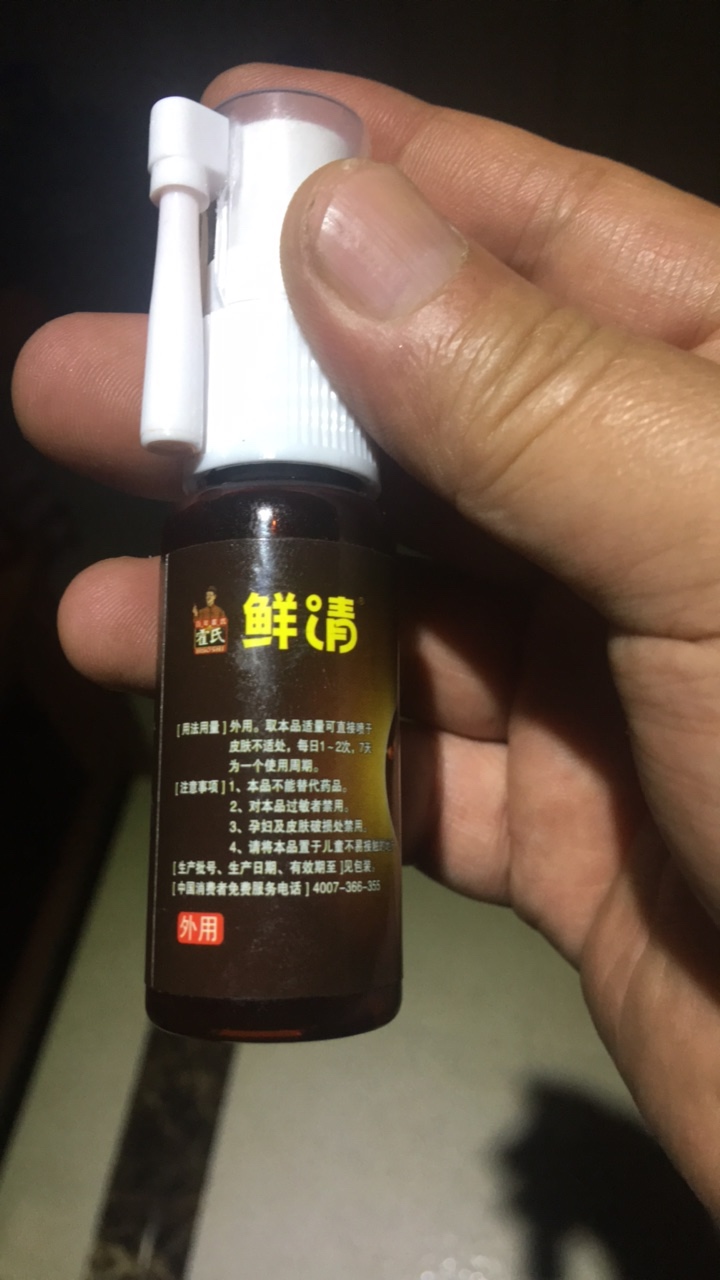 霍氏
鲜清
[用法用量]外用。取本品适量可直接喷于
皮肤不适处，每日1~2次，7天
为一个使用周期。
[注意事项]1、本品不能替代药品。
2、对本品过敏者禁用。
3、孕妇及皮肤破损处禁用。
4、请将本品置于儿童不易接触
[生产批号、生产日期、有效期至]见包装。
[中国消费者免费服务电话]4007-366-355
外用